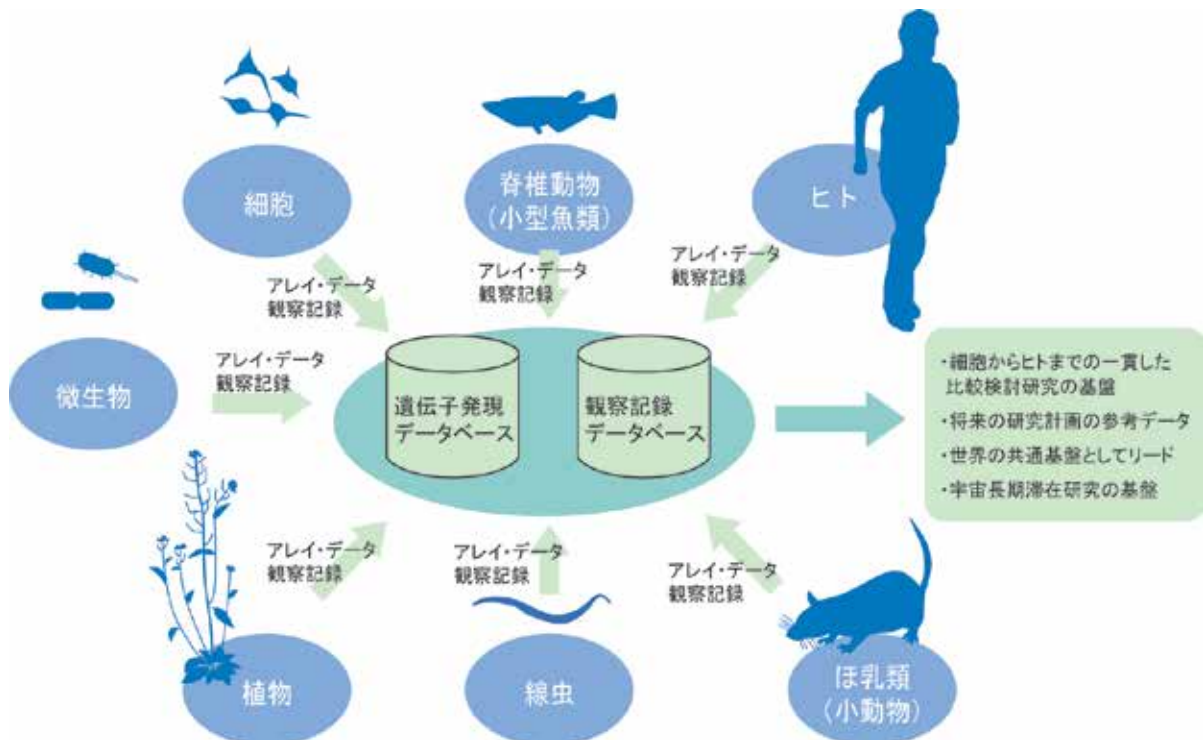 細胞
脊椎動物
(小型魚類)
ヒト
アレイ・データ
観察記録
アレイ・データ
観察記録
アレイ・データ
観察記録
微生物
アレイ・データ
観察記録
遺伝子発現
データベース
観察記録
データベース
・細胞からヒトまでの一貫した
比較検討研究の基盤
・将来の研究計画の参考データ
・世界の共通基盤としてリード
・宇宙長期滞在研究の基盤
アレイ・データ
観察記録
アレイ・データ
観察記録
アレイ・データ
観察記録
植物
線虫
ほ乳類
(小動物)